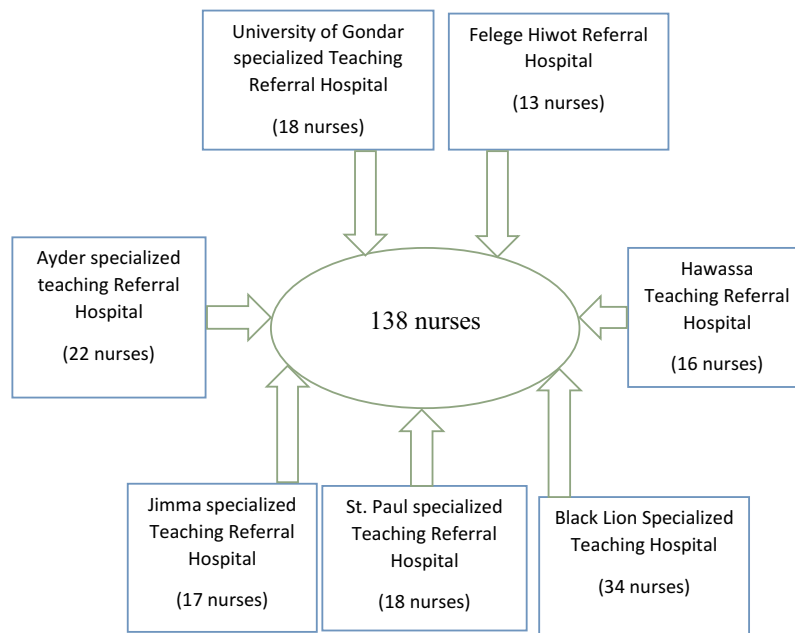 University of Gondar
specialized Teaching
Referral Hospital
(18 nurses)
Felege Hiwot Referral
Hospital
(13 nurses)
Ayder specialized
teaching Referral
Hospital
(22 nurses)
138 nurses
Hawassa
Teaching Referral
Hospital
(16 nurses)
Jimma specialized
Teaching Referral
Hospital
(17 nurses)
St. Paul specialized
Teaching Referral
Hospital
(18 nurses)
Black Lion Specialized
Teaching Hospital
(34 nurses)